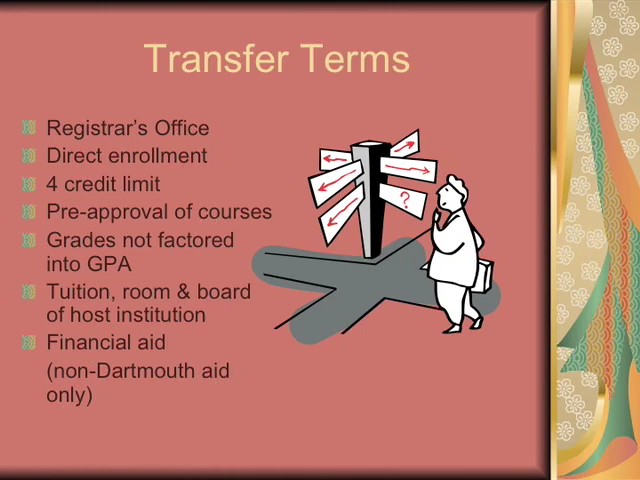 Transfer Terms
Registrar's Office
Direct enrollment
4 credit limit
Pre-approval of courses
Grades not factored
into GPA
Tuition, room & board
of host institution
Financial aid
(non-Dartmouth aid
only)
?